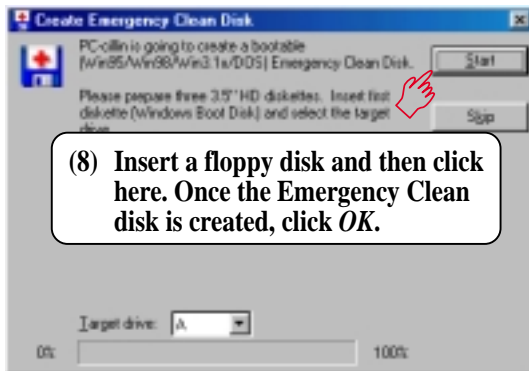 Create Emergency Clean Disk
PC-cillin is going to create a bootable
(Win95/Win98/Win3.1x/DOS) Emergency Clean Disk.
Please prepare three 3.5" HD diskettes. Insert first
diskette (Windows Boot Disk) and select the target
drive.
Start
Skip
(8) Insert a floppy disk and then click
here. Once the Emergency Clean
disk is created, click OK.
Target drive: A
0% 100%